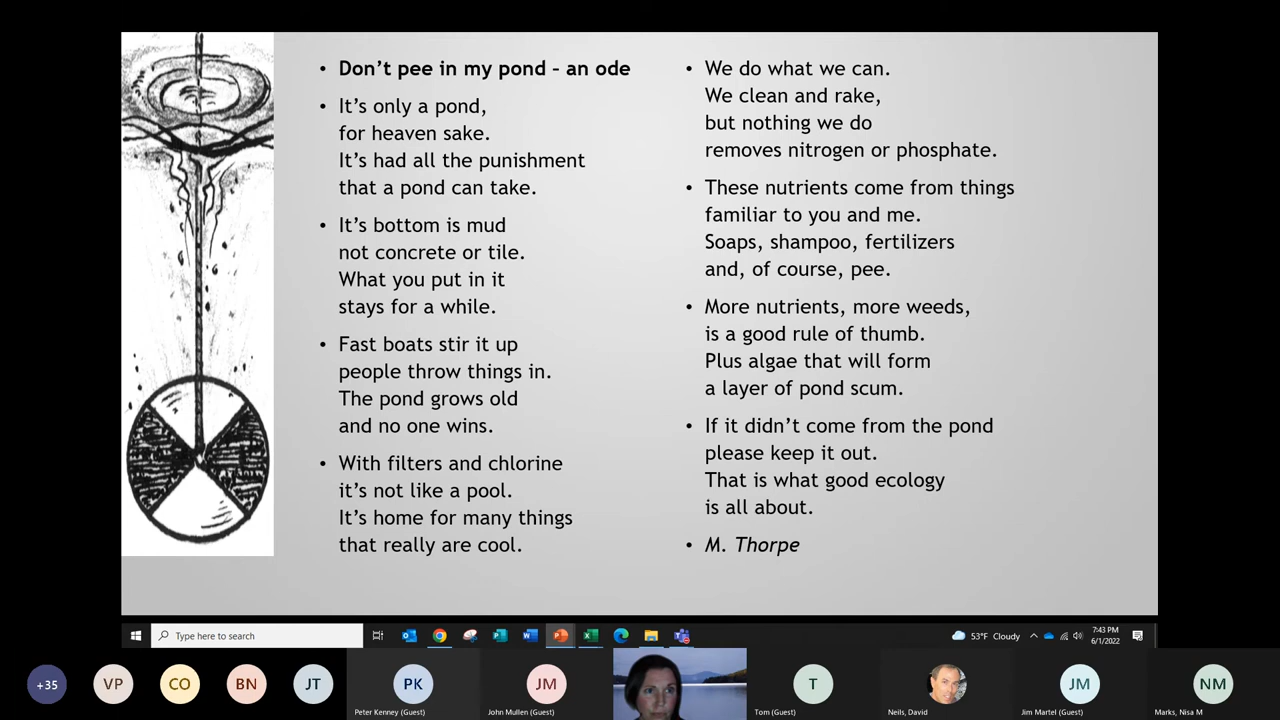 Don't pee in my pond – an ode
It's only a pond,
for heaven sake.
It's had all the punishment
that a pond can take.
It's bottom is mud
not concrete or tile.
What you put in it
stays for a while.
Fast boats stir it up
people throw things in.
The pond grows old
and no one wins.
With filters and chlorine
it's not like a pool.
It's home for many things
that really are cool.
We do what we can.
We clean and rake,
but nothing we do
removes nitrogen or phosphate.
These nutrients come from things
familiar to you and me.
Soaps, shampoo, fertilizers
and, of course, pee.
More nutrients, more weeds,
is a good rule of thumb.
Plus algae that will form
a layer of pond scum.
If it didn't come from the pond
please keep it out.
That is what good ecology
is all about.
M. Thorpe
Type here to search
53°F Cloudy
7:43 PM
6/1/2022
+35
VP
CO
BN
JT
PK
Peter Kenney (Guest)
JM
John Mullen (Guest)
T
Tom (Guest)
Neils, David
JM
Jim Martel (Guest)
NM
Marks, Nisa M